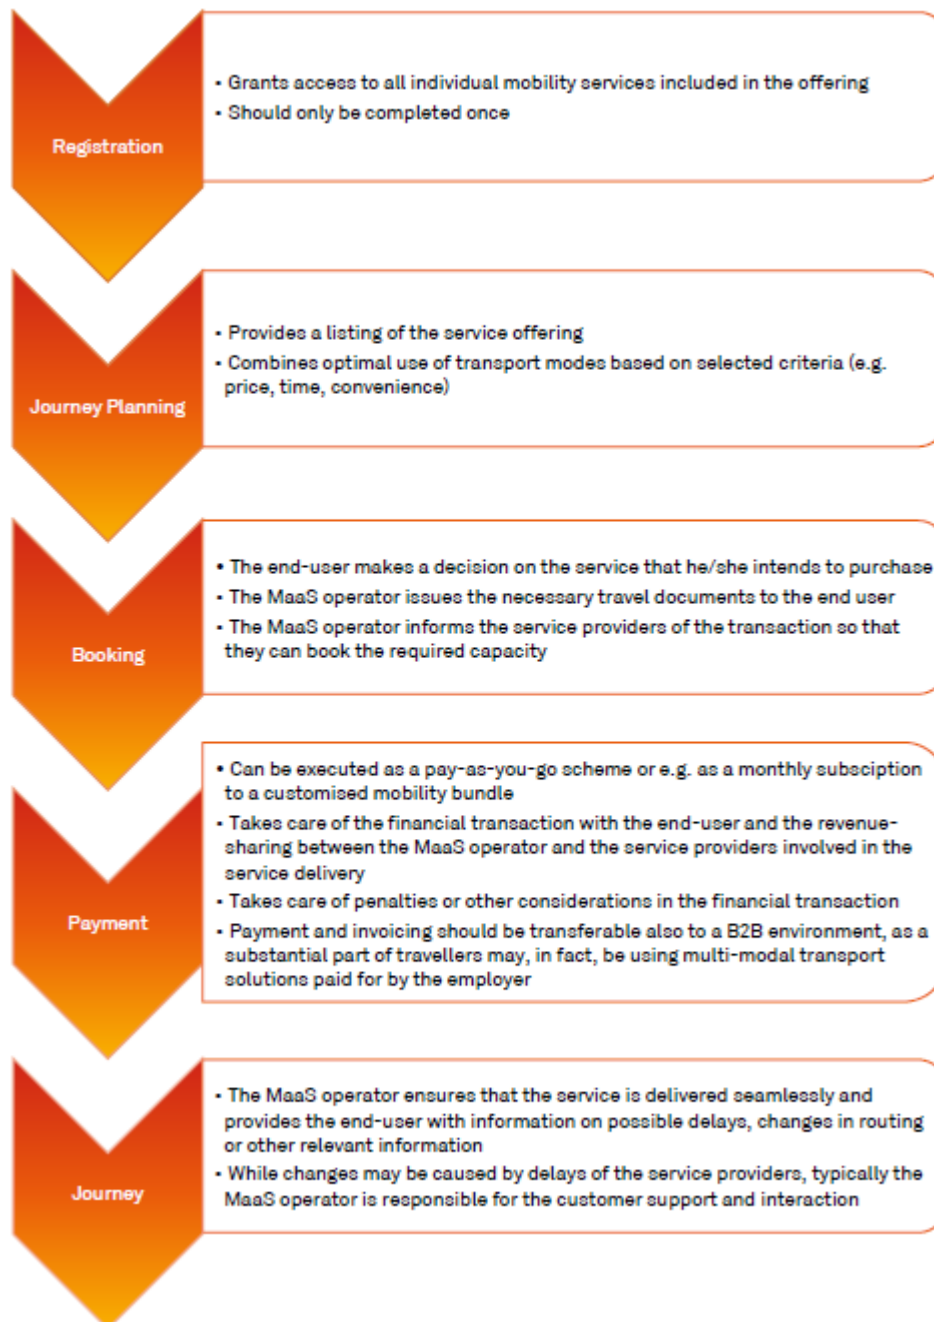 Registration
• Grants access to all individual mobility services included in the offering
• Should only be completed once
Journey Planning
• Provides a listing of the service offering
• Combines optimal use of transport modes based on selected criteria (e.g.
price, time, convenience)
Booking
• The end-user makes a decision on the service that he/she intends to purchase
• The MaaS operator issues the necessary travel documents to the end user
• The MaaS operator informs the service providers of the transaction so that
they can book the required capacity
Payment
• Can be executed as a pay-as-you-go scheme or e.g. as a monthly subsciption
to a customised mobility bundle
• Takes care of the financial transaction with the end-user and the revenue-
sharing between the MaaS operator and the service providers involved in the
service delivery
• Takes care of penalties or other considerations in the financial transaction
• Payment and invoicing should be transferable also to a B2B environment, as a
substantial part of travellers may, in fact, be using multi-modal transport
solutions paid for by the employer
Journey
• The MaaS operator ensures that the service is delivered seamlessly and
provides the end-user with information on possible delays, changes in routing
or other relevant information
• While changes may be caused by delays of the service providers, typically the
MaaS operator is responsible for the customer support and interaction